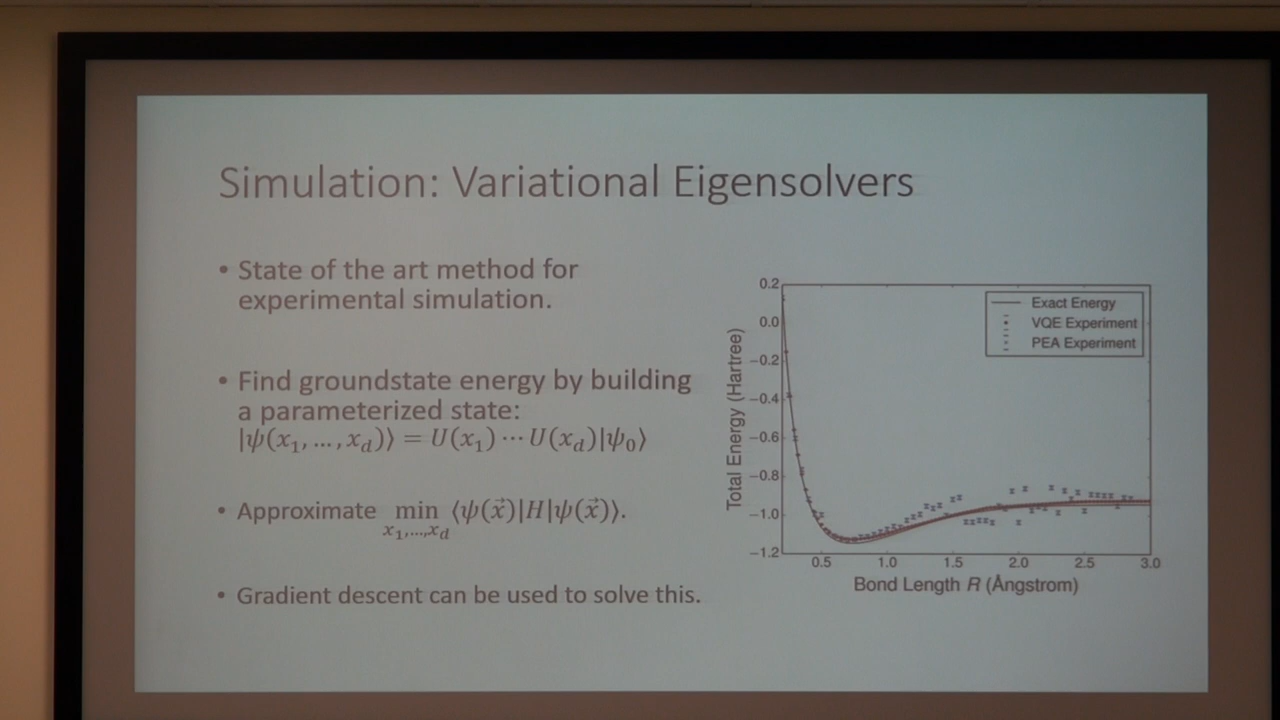 Simulation: Variational Eigensolvers
• State of the art method for
experimental simulation.
• Find groundstate energy by building
a parameterized state:
|ψ(x₁, ..., x_d)⟩ = U(x₁) ⋯ U(x_d)|ψ₀⟩
• Approximate min ⟨ψ(x⃗)|H|ψ(x⃗)⟩.
x₁,...,x_d
• Gradient descent can be used to solve this.
Total Energy (Hartree)
0.2
0.0
−0.2
−0.4
−0.6
−0.8
−1.0
−1.2
Exact Energy
VQE Experiment
PEA Experiment
0.5 1.0 1.5 2.0 2.5 3.0
Bond Length R (Ångstrom)